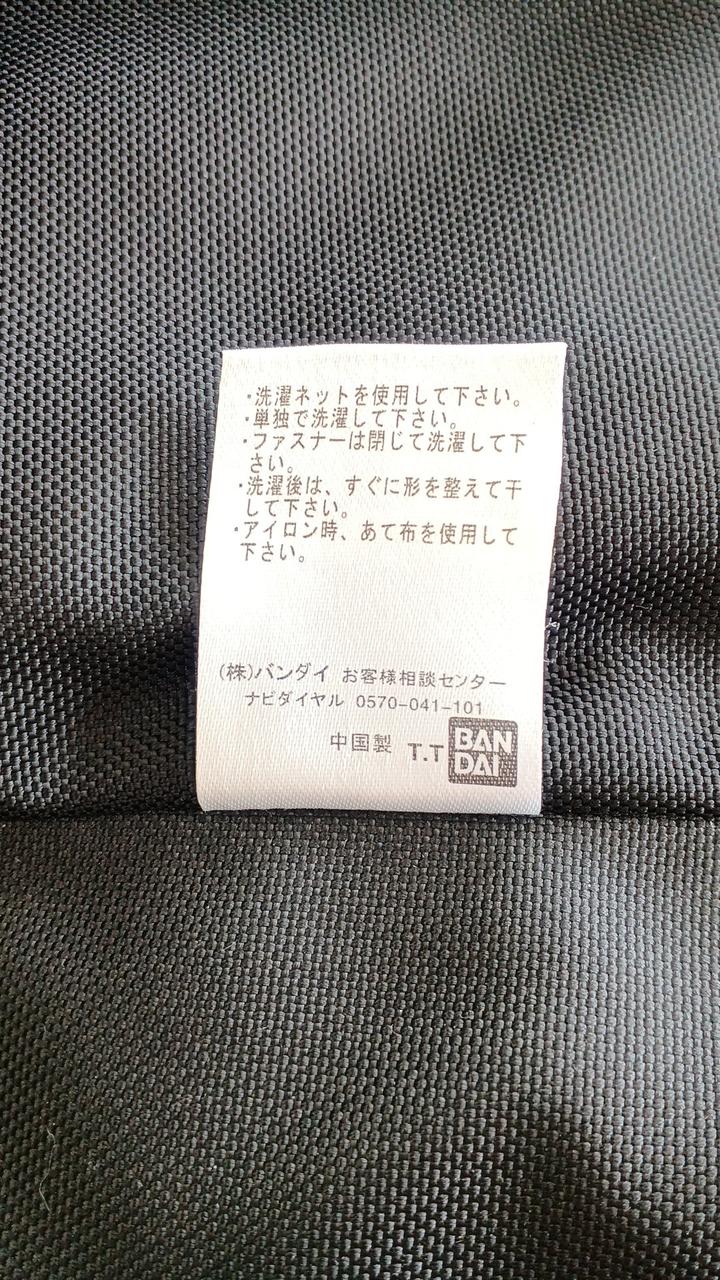 ・洗濯ネットを使用して下さい。
・単独で洗濯して下さい。
・ファスナーは閉じて洗濯して下
さい。
・洗濯後は、すぐに形を整えて干
して下さい。
・アイロン時、あて布を使用して
下さい。
(株)バンダイ お客様相談センター
ナビダイヤル 0570-041-101
中国製 T.T BAN
DAI